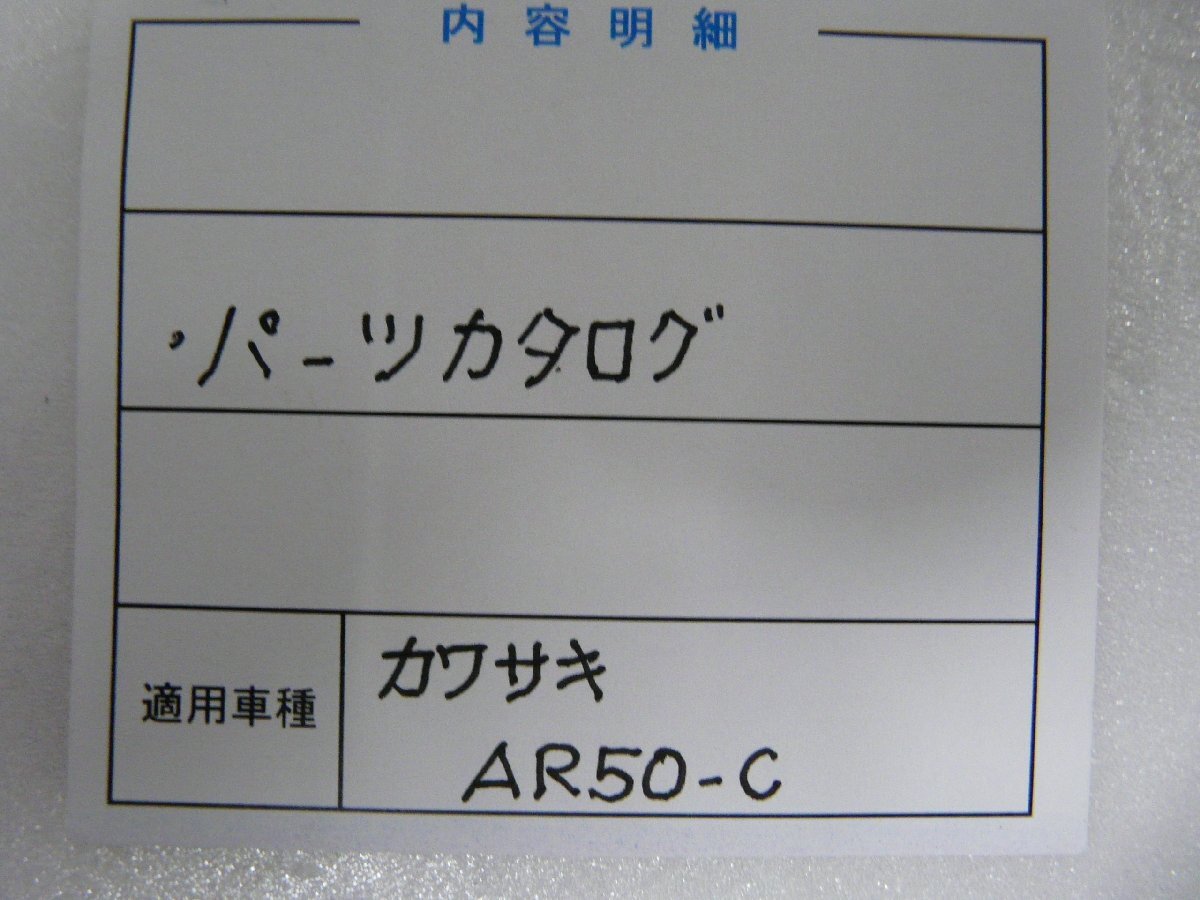 内容明細
・パーツカタログ
カワサキ
適用車種
AR50-C